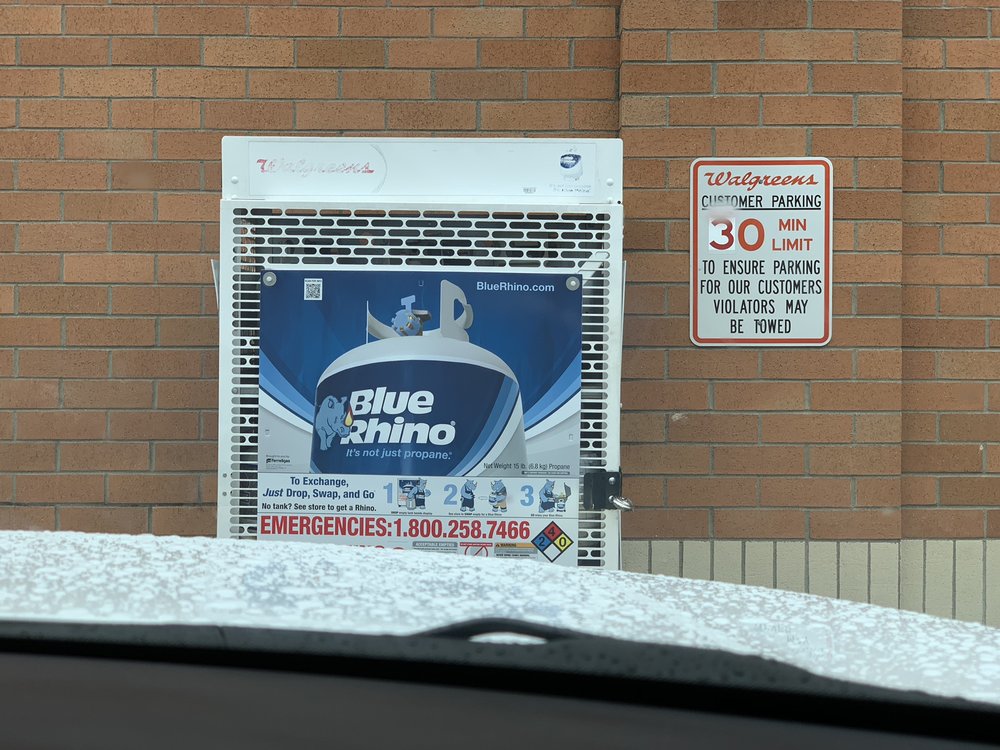 Walgreens
BlueRhino.com
Blue
Rhino®
It's not just propane.®
Net Weight 15 lb. (6.8 kg) Propane
To Exchange,
Just Drop, Swap, and Go
No tank? See store to get a Rhino.
1 2 3
EMERGENCIES:1.800.258.7466
ACCEPTABLE EMPTIES
WARNING
4
2 0
Walgreens
CUSTOMER PARKING
30 MIN
LIMIT
TO ENSURE PARKING
FOR OUR CUSTOMERS
VIOLATORS MAY
BE TOWED